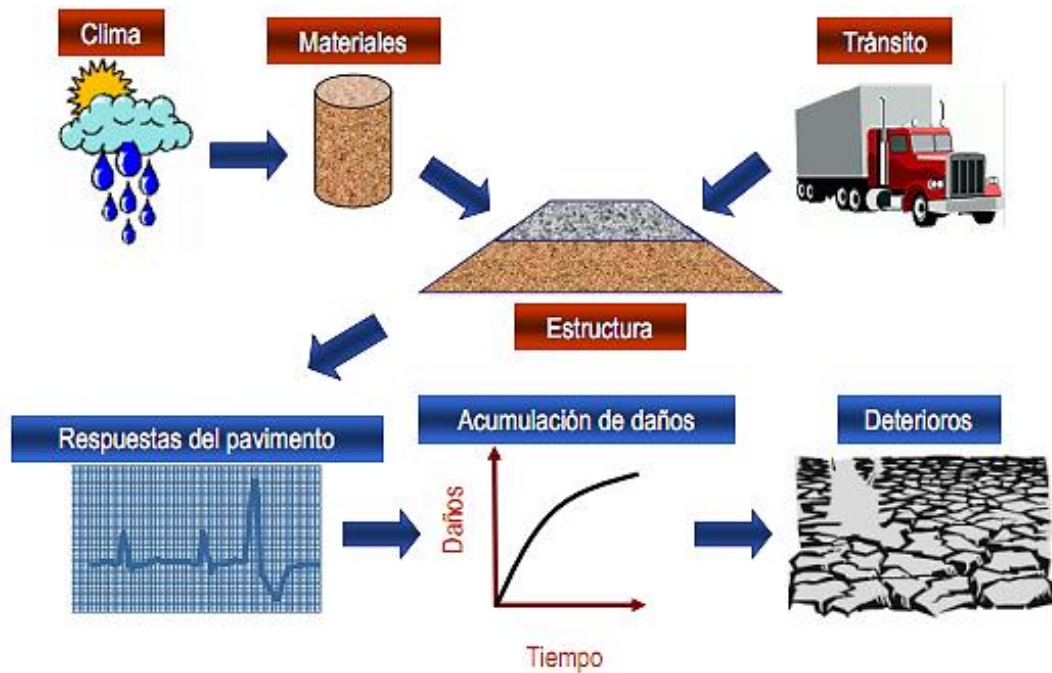 Clima
Materiales
Tránsito
Estructura
Respuestas del pavimento
Acumulación de daños
Deterioros
Daños
Tiempo